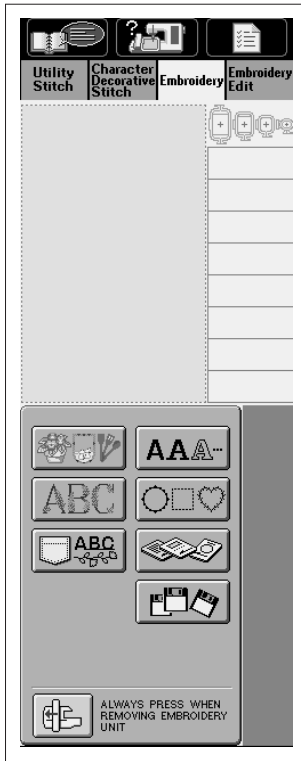 Utility
Stitch
Character
Decorative
Stitch
Embroidery
Embroidery
Edit
AAA
ABC
ABC
ALWAYS PRESS WHEN
REMOVING EMBROIDERY
UNIT